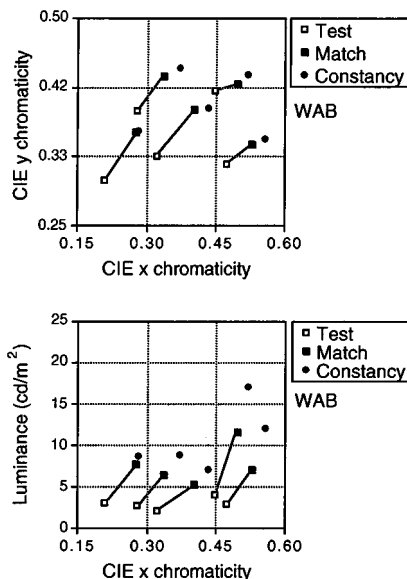 0.50
0.42
0.33
0.25
CIE y chromaticity
0.15 0.30 0.45 0.60
CIE x chromaticity
Test
Match
Constancy
WAB
25
20
15
10
5
0
Luminance (cd/m²)
0.15 0.30 0.45 0.60
CIE x chromaticity
Test
Match
Constancy
WAB